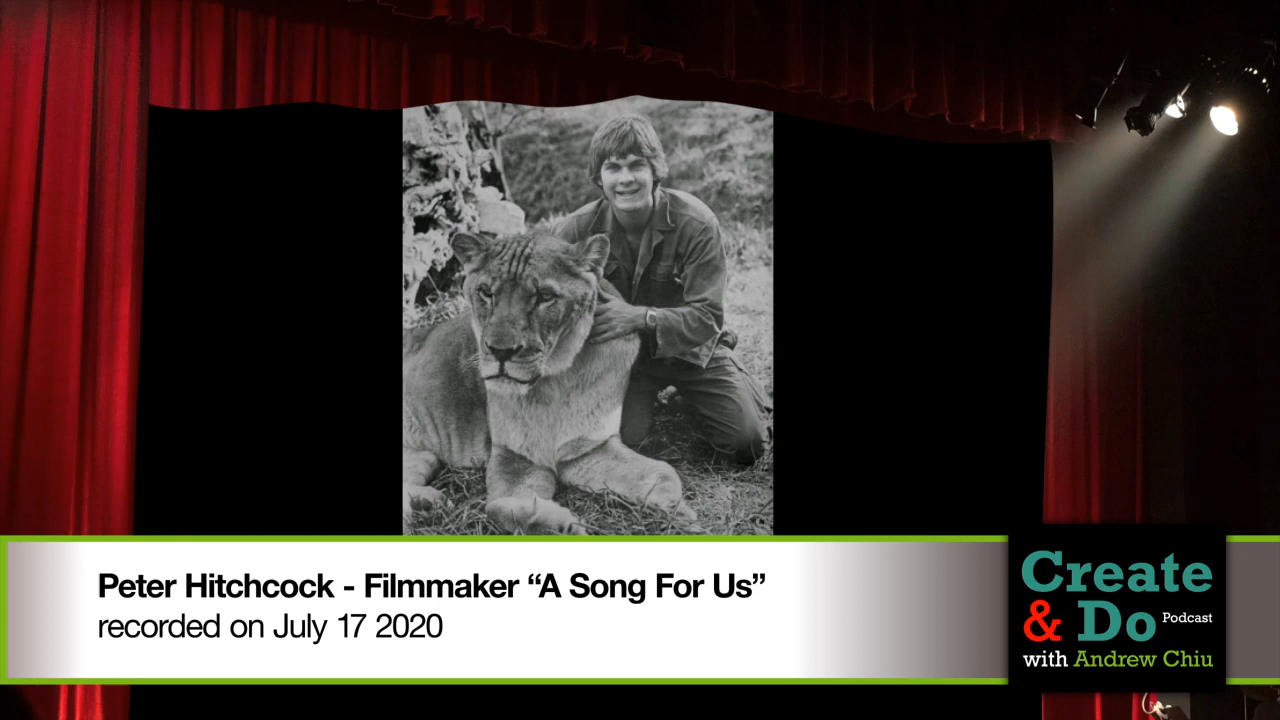 Peter Hitchcock - Filmmaker “A Song For Us”
recorded on July 17 2020
Create
& Do Podcast
with Andrew Chiu